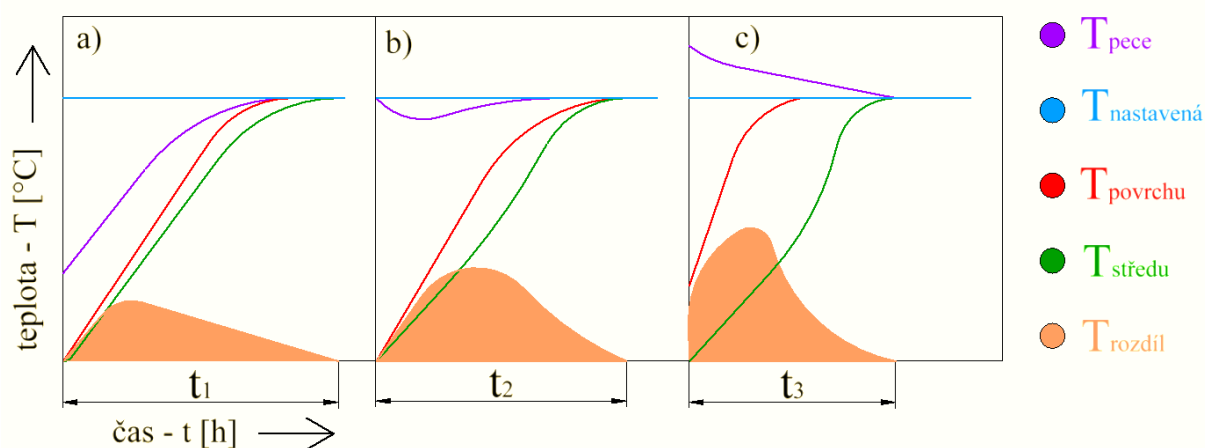 a)
b)
c)
teplota - T [°C]
t1
t2
t3
čas - t [h]
Tpece
Tnastavená
Tpovrchu
Tstředu
Trozdíl